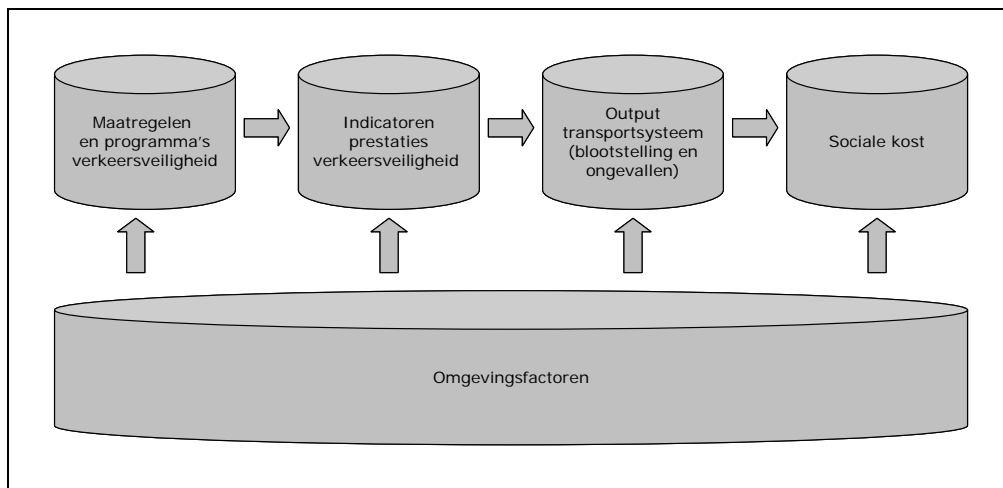 Maatregelen
en programma's
verkeersveiligheid
Indicatoren
prestaties
verkeersveiligheid
Output
transportsysteem
(blootstelling en
ongevallen)
Sociale kost
Omgevingsfactoren